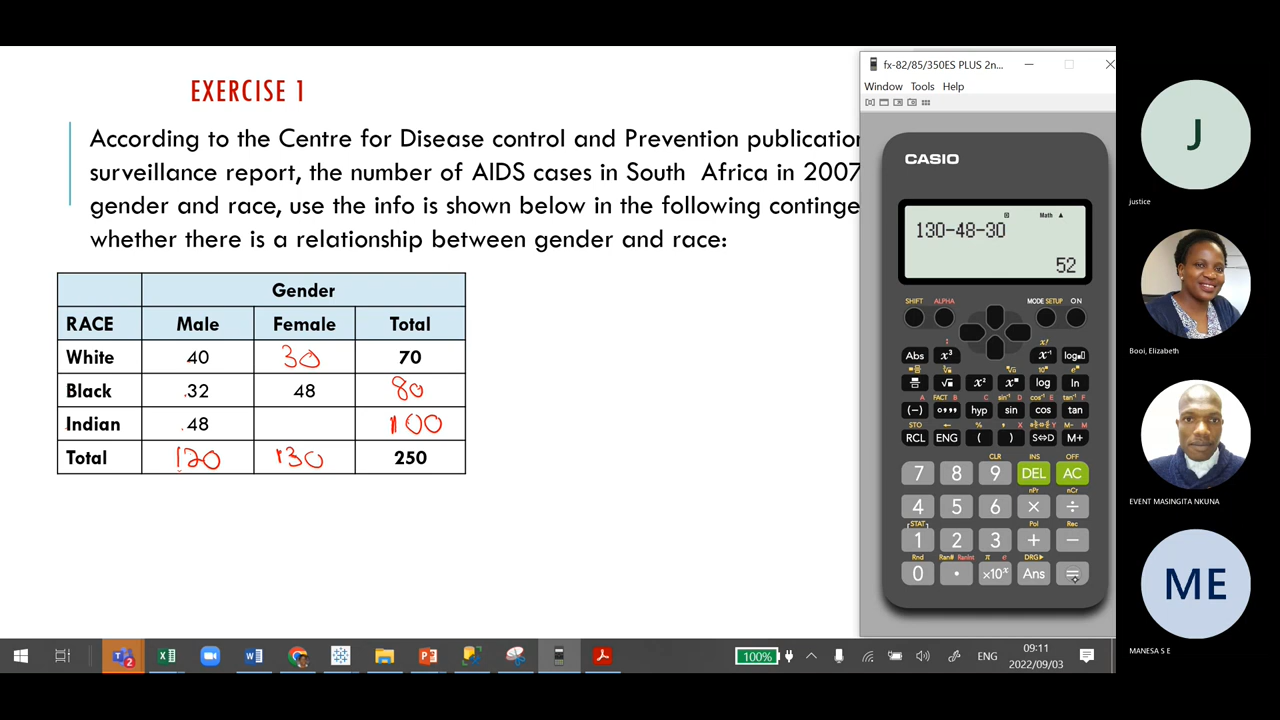 EXERCISE 1
According to the Centre for Disease control and Prevention publication
surveillance report, the number of AIDS cases in South Africa in 2007
gender and race, use the info is shown below in the following continge
whether there is a relationship between gender and race:
Gender
RACE Male Female Total
White 40 30 70
Black 32 48 80
Indian 48 100
Total 120 130 250
fx-82/85/350ES PLUS 2n...
Window Tools Help
CASIO
Math
130-48-30
52
SHIFT ALPHA MODE SETUP ON
Abs x³ x⁻¹ log
x² log ln
(-) hyp sin cos tan
RCL ENG ( ) S⇔D M+
7 8 9 DEL AC
4 5 6 × ÷
1 2 3 + −
0 . ×10ˣ Ans =
J
justice
Booi, Elizabeth
EVENT MASINGITA NKUNA
ME
MANESA S E
100%
ENG
09:11
2022/09/03